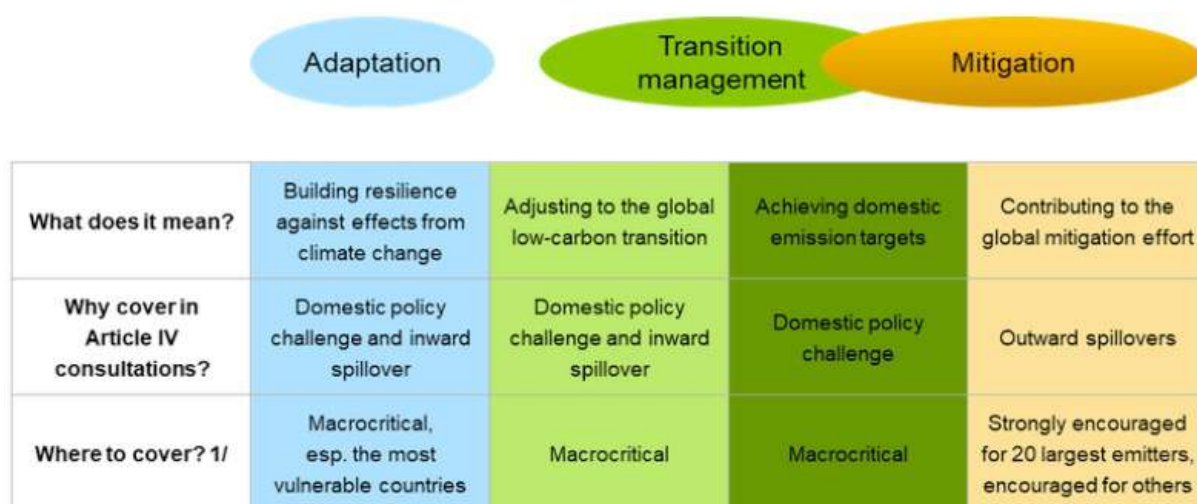 Adaptation
Transition
management
Mitigation
What does it mean?
Building resilience
against effects from
climate change
Adjusting to the global
low-carbon transition
Achieving domestic
emission targets
Contributing to the
global mitigation effort
Why cover in
Article IV
consultations?
Domestic policy
challenge and inward
spillover
Domestic policy
challenge and inward
spillover
Domestic policy
challenge
Outward spillovers
Where to cover? 1/
Macrocritical,
esp. the most
vulnerable countries
Macrocritical
Macrocritical
Strongly encouraged
for 20 largest emitters,
encouraged for others